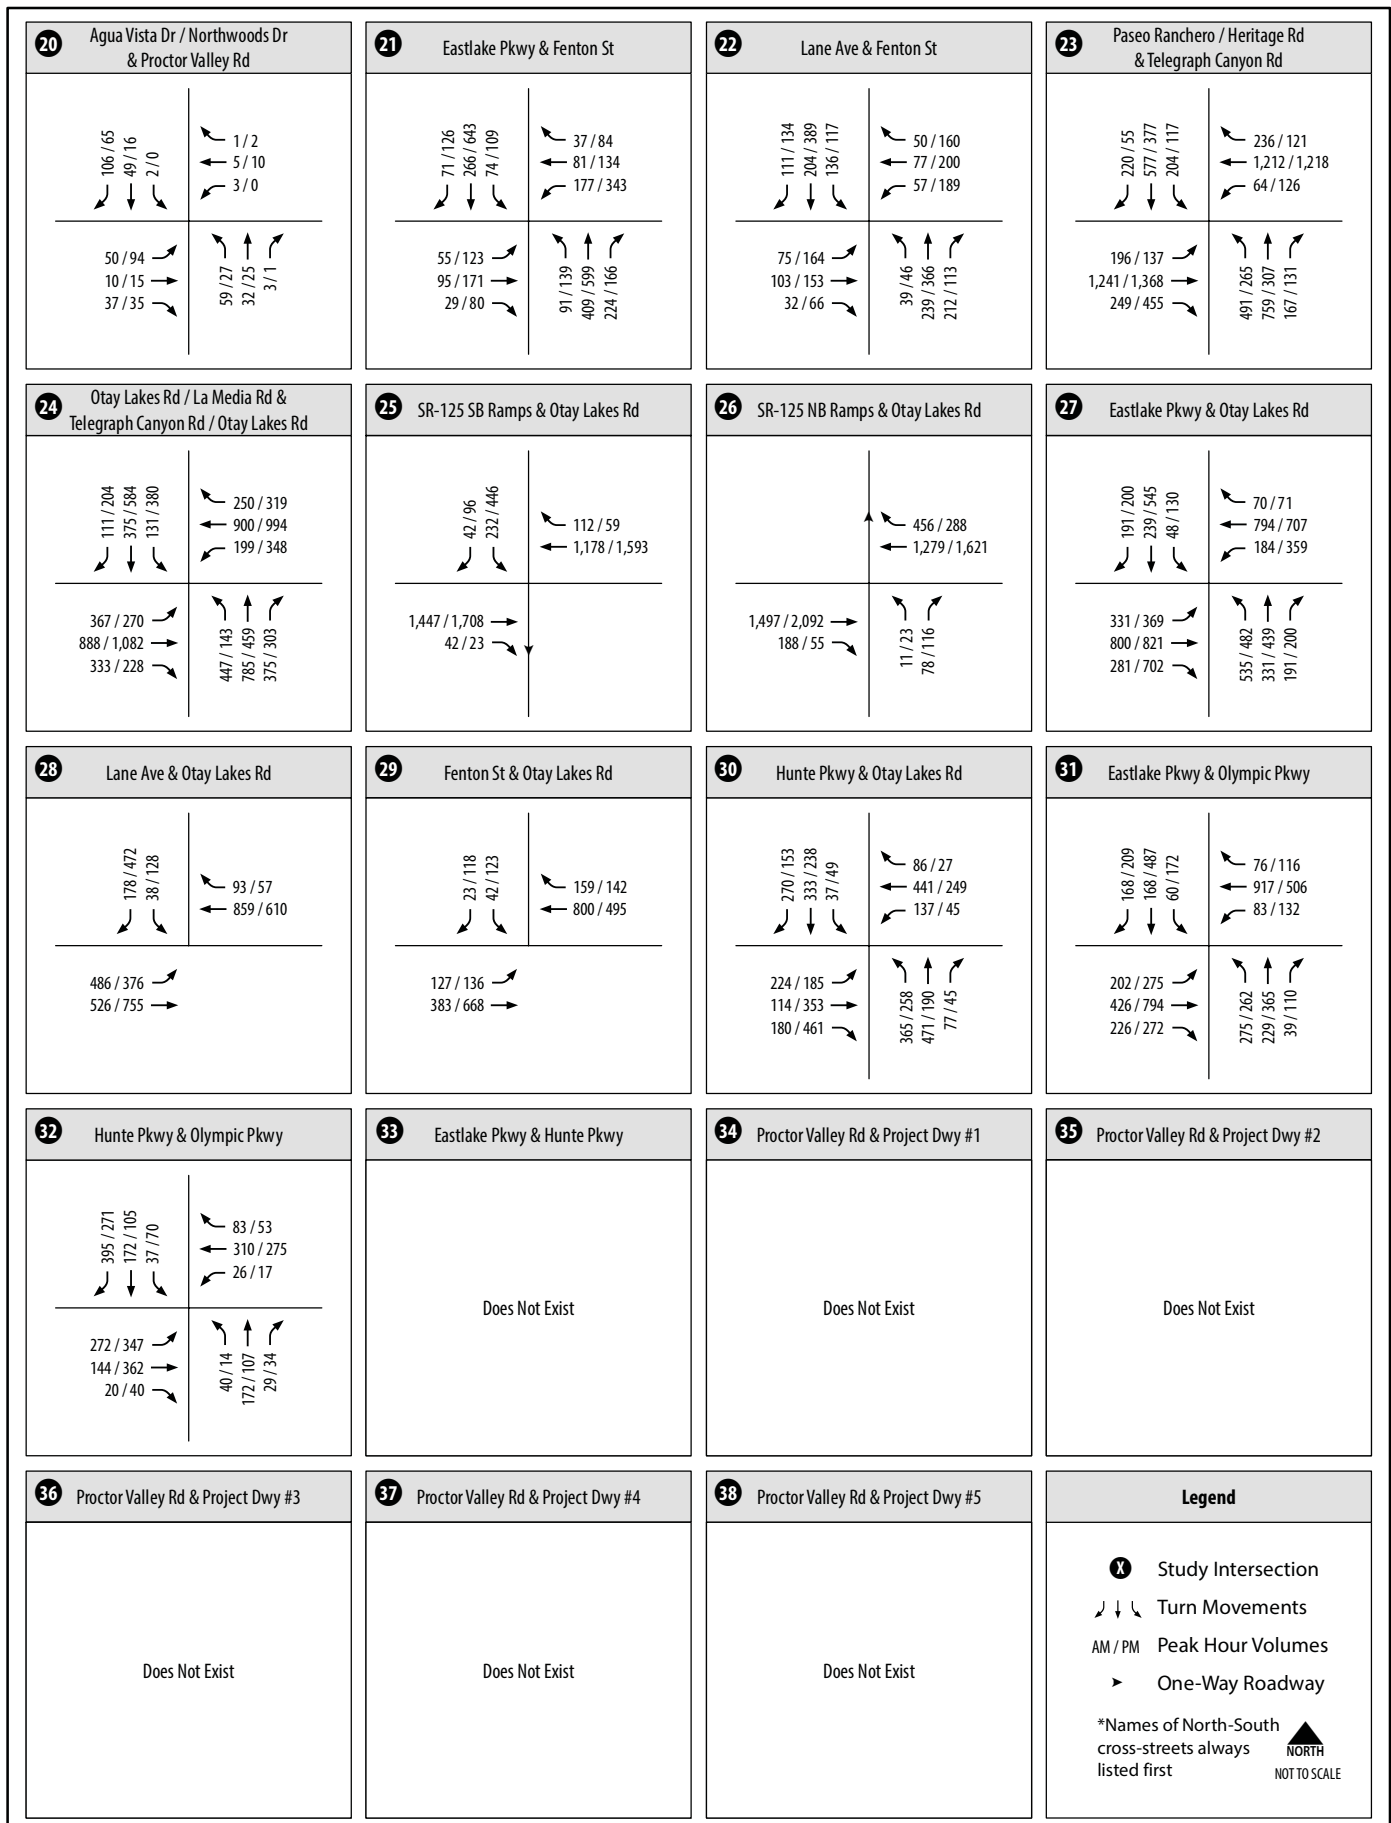 20
Agua Vista Dr / Northwoods Dr
& Proctor Valley Rd
106 / 65
49 / 16
2 / 0
1 / 2
5 / 10
3 / 0
50 / 94
10 / 15
37 / 35
59 / 27
32 / 25
3 / 1
21
Eastlake Pkwy & Fenton St
71 / 126
266 / 643
74 / 109
37 / 84
81 / 134
177 / 343
55 / 123
95 / 171
29 / 80
91 / 139
409 / 599
224 / 166
22
Lane Ave & Fenton St
111 / 134
204 / 389
136 / 117
50 / 160
77 / 200
57 / 189
75 / 164
103 / 153
32 / 66
39 / 46
239 / 366
212 / 113
23
Paseo Ranchero / Heritage Rd
& Telegraph Canyon Rd
220 / 55
577 / 377
204 / 117
236 / 121
1,212 / 1,218
64 / 126
196 / 137
1,241 / 1,368
249 / 455
491 / 265
759 / 307
167 / 131
24
Otay Lakes Rd / La Media Rd &
Telegraph Canyon Rd / Otay Lakes Rd
111 / 204
375 / 584
131 / 380
250 / 319
900 / 994
199 / 348
367 / 270
888 / 1,082
333 / 228
447 / 143
785 / 459
375 / 303
25
SR-125 SB Ramps & Otay Lakes Rd
42 / 96
232 / 446
112 / 59
1,178 / 1,593
1,447 / 1,708
42 / 23
26
SR-125 NB Ramps & Otay Lakes Rd
456 / 288
1,279 / 1,621
1,497 / 2,092
188 / 55
11 / 23
78 / 116
27
Eastlake Pkwy & Otay Lakes Rd
191 / 200
239 / 545
48 / 130
70 / 71
794 / 707
184 / 359
331 / 369
800 / 821
281 / 702
535 / 482
331 / 439
191 / 200
28
Lane Ave & Otay Lakes Rd
178 / 472
38 / 128
93 / 57
859 / 610
486 / 376
526 / 755
29
Fenton St & Otay Lakes Rd
23 / 118
42 / 123
159 / 142
800 / 495
127 / 136
383 / 668
30
Hunte Pkwy & Otay Lakes Rd
270 / 153
333 / 238
37 / 49
86 / 27
441 / 249
137 / 45
224 / 185
114 / 353
180 / 461
365 / 258
471 / 190
77 / 45
31
Eastlake Pkwy & Olympic Pkwy
168 / 209
168 / 487
60 / 172
76 / 116
917 / 506
83 / 132
202 / 275
426 / 794
226 / 272
275 / 262
229 / 365
39 / 110
32
Hunte Pkwy & Olympic Pkwy
395 / 271
172 / 105
37 / 70
83 / 53
310 / 275
26 / 17
272 / 347
144 / 362
20 / 40
40 / 14
172 / 107
29 / 34
33
Eastlake Pkwy & Hunte Pkwy
Does Not Exist
34
Proctor Valley Rd & Project Dwy #1
Does Not Exist
35
Proctor Valley Rd & Project Dwy #2
Does Not Exist
36
Proctor Valley Rd & Project Dwy #3
Does Not Exist
37
Proctor Valley Rd & Project Dwy #4
Does Not Exist
38
Proctor Valley Rd & Project Dwy #5
Does Not Exist
Legend
X Study Intersection
Turn Movements
AM / PM Peak Hour Volumes
One-Way Roadway
*Names of North-South
cross-streets always
listed first
NORTH
NOT TO SCALE